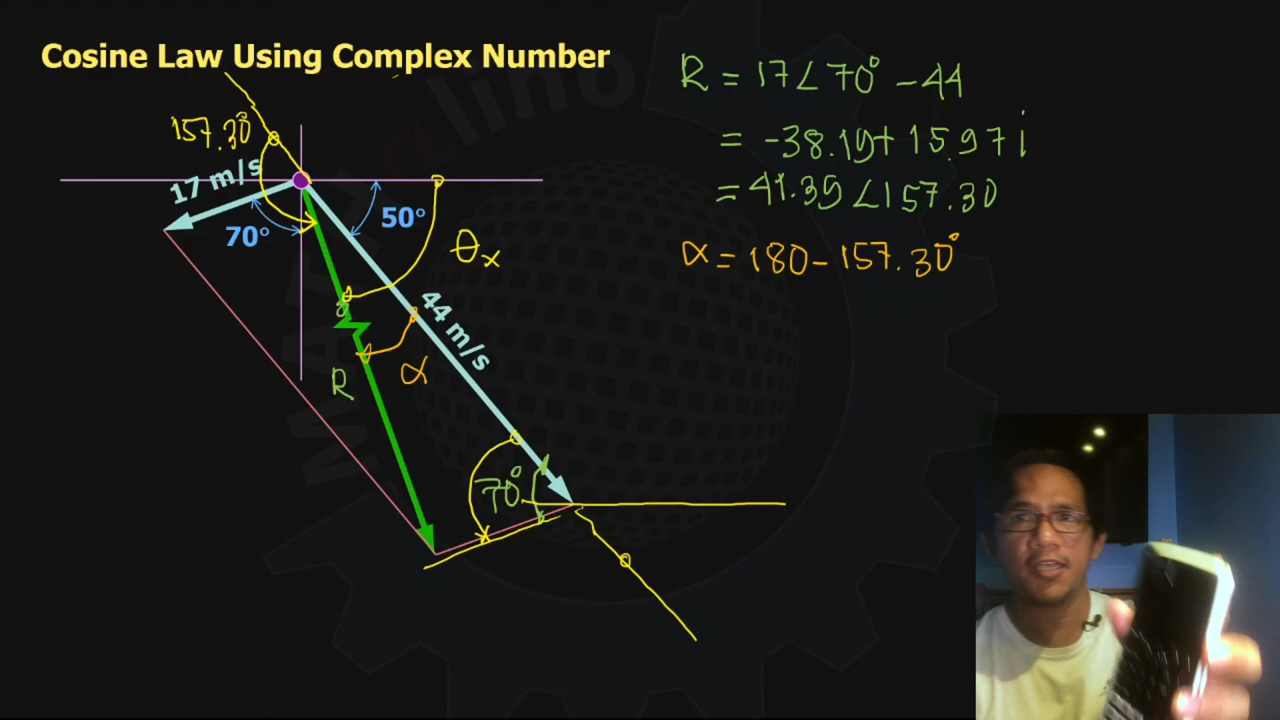 Cosine Law Using Complex Number
R = 17∠70° - 44
= -38.19+15.97i
= 41.39∠157.30
α = 180 - 157.30°
157.30°
17 m/s
70°
50°
θx
44 m/s
R
α
70°